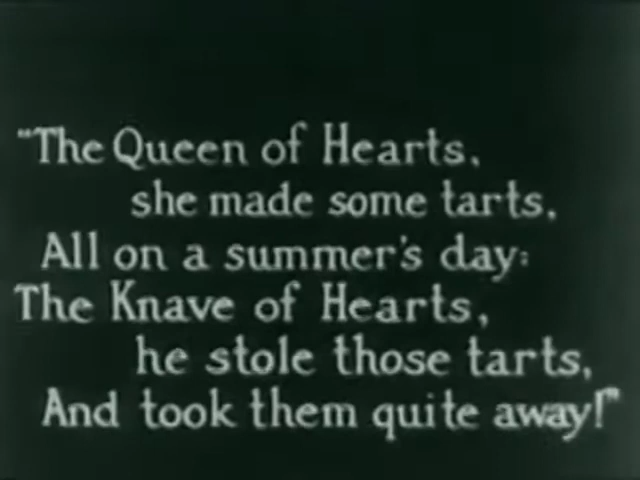 "The Queen of Hearts,
she made some tarts,
All on a summer's day:
The Knave of Hearts,
he stole those tarts,
And took them quite away!"